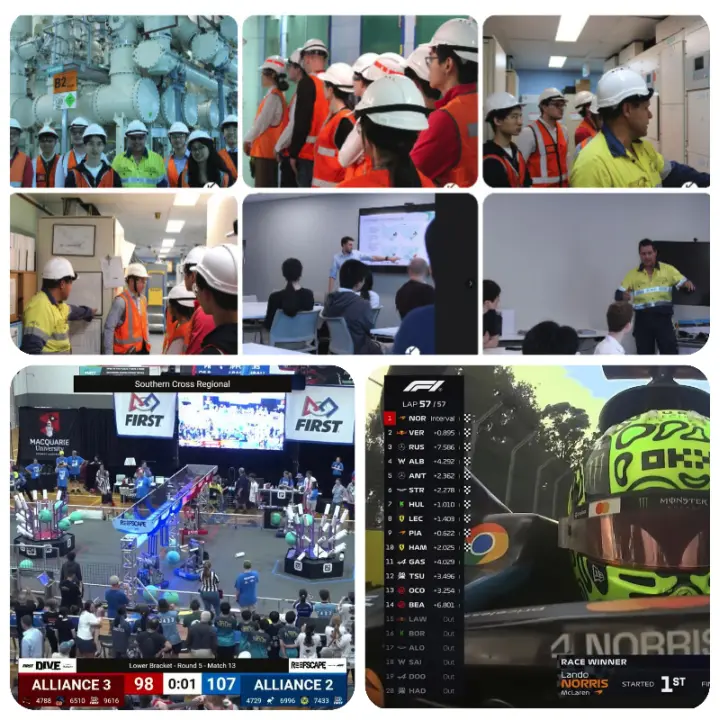 B2
Southern Cross Regional
FIRST
FIRST
MACQUARIE
University
REEFSCAPE
FIRST DIVE
Lower Bracket - Round 5 - Match 13
REEFSCAPE
ALLIANCE 3 98 0:01 107 ALLIANCE 2
4788 6510 9616 4729 6996 7433
F1
LAP 57/57
1 NOR Interval
2 VER +0.895
3 RUS +7.586
4 ALB +4.292
5 ANT +2.362
6 STR +2.278
7 HUL +1.010
8 LEC +1.403
9 PIA +0.622
10 HAM +2.025
11 GAS +4.029
12 TSU +3.496
13 OCO +3.254
14 BEA +6.801
15 LAW Out
16 BOR Out
17 ALO Out
18 SAI Out
19 DOO Out
20 HAD Out
OKX
MONSTER
4 NORRIS
RACE WINNER
Lando
NORRIS
McLaren
STARTED 1ST